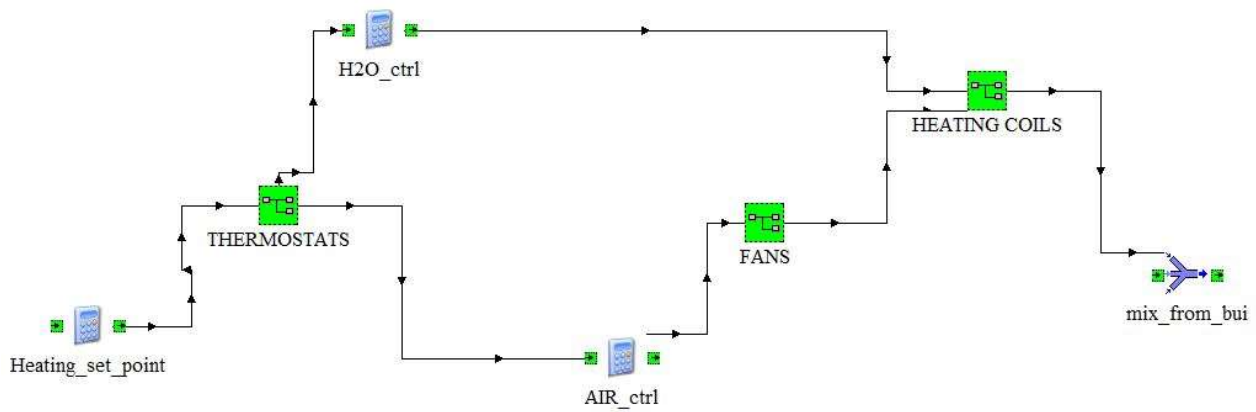 H2O_ctrl
HEATING COILS
THERMOSTATS
FANS
mix_from_bui
Heating_set_point
AIR_ctrl